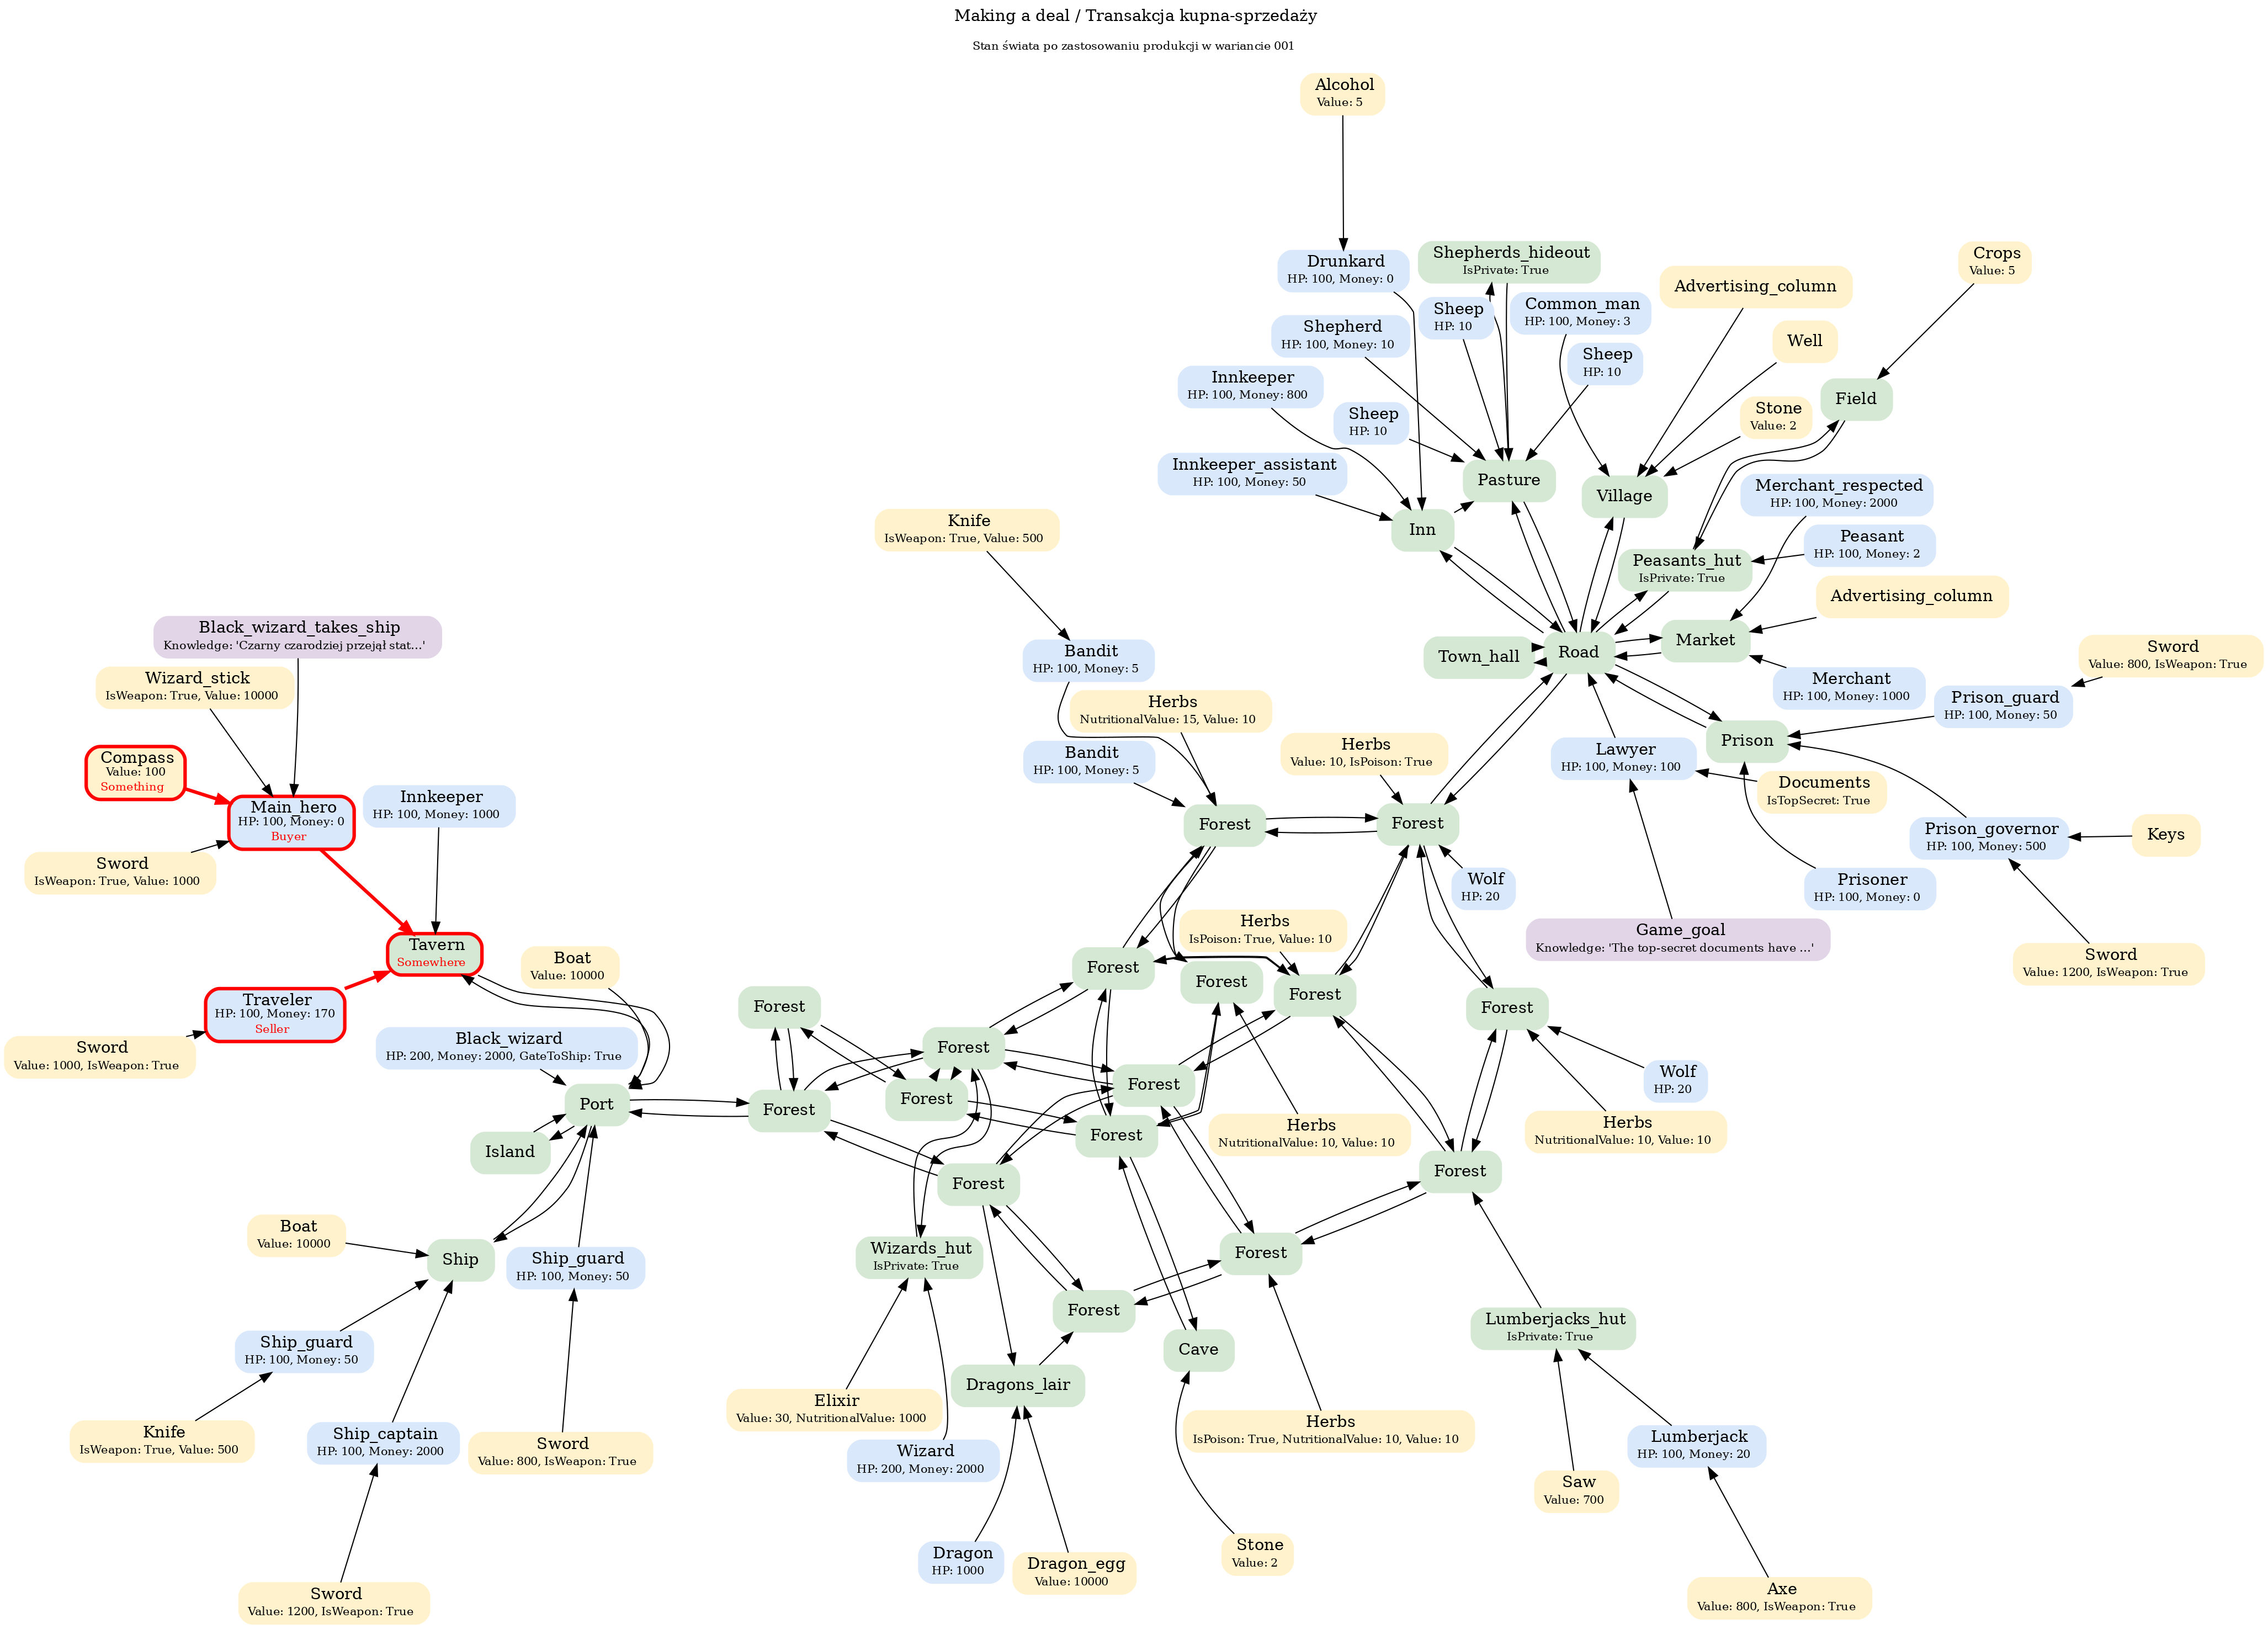 Making a deal / Transakcja kupna-sprzedaży
Stan świata po zastosowaniu produkcji w wariancie 001
Alcohol
Value: 5
Drunkard
HP: 100, Money: 0
Shepherds_hideout
IsPrivate: True
Crops
Value: 5
Advertising_column
Sheep
HP: 10
Common_man
HP: 100, Money: 3
Shepherd
HP: 100, Money: 10
Well
Sheep
HP: 10
Innkeeper
HP: 100, Money: 800
Field
Sheep
HP: 10
Stone
Value: 2
Innkeeper_assistant
HP: 100, Money: 50
Pasture
Village
Merchant_respected
HP: 100, Money: 2000
Knife
IsWeapon: True, Value: 500
Inn
Peasant
HP: 100, Money: 2
Peasants_hut
IsPrivate: True
Advertising_column
Black_wizard_takes_ship
Knowledge: 'Czarny czarodziej przejął stat...'
Bandit
HP: 100, Money: 5
Town_hall
Road
Market
Sword
Value: 800, IsWeapon: True
Wizard_stick
IsWeapon: True, Value: 10000
Merchant
HP: 100, Money: 1000
Prison_guard
HP: 100, Money: 50
Herbs
NutritionalValue: 15, Value: 10
Compass
Value: 100
Something
Bandit
HP: 100, Money: 5
Herbs
Value: 10, IsPoison: True
Lawyer
HP: 100, Money: 100
Prison
Documents
IsTopSecret: True
Main_hero
HP: 100, Money: 0
Buyer
Innkeeper
HP: 100, Money: 1000
Forest
Forest
Prison_governor
HP: 100, Money: 500
Keys
Sword
IsWeapon: True, Value: 1000
Wolf
HP: 20
Prisoner
HP: 100, Money: 0
Tavern
Somewhere
Herbs
IsPoison: True, Value: 10
Game_goal
Knowledge: 'The top-secret documents have ...'
Boat
Value: 10000
Forest
Forest
Sword
Value: 1200, IsWeapon: True
Traveler
HP: 100, Money: 170
Seller
Forest
Forest
Forest
Sword
Value: 1000, IsWeapon: True
Black_wizard
HP: 200, Money: 2000, GateToShip: True
Forest
Forest
Wolf
HP: 20
Port
Forest
Forest
Forest
Herbs
NutritionalValue: 10, Value: 10
Herbs
NutritionalValue: 10, Value: 10
Island
Forest
Forest
Boat
Value: 10000
Ship
Ship_guard
HP: 100, Money: 50
Wizards_hut
IsPrivate: True
Forest
Forest
Lumberjacks_hut
IsPrivate: True
Ship_guard
HP: 100, Money: 50
Cave
Dragons_lair
Elixir
Value: 30, NutritionalValue: 1000
Knife
IsWeapon: True, Value: 500
Ship_captain
HP: 100, Money: 2000
Sword
Value: 800, IsWeapon: True
Wizard
HP: 200, Money: 2000
Herbs
IsPoison: True, NutritionalValue: 10, Value: 10
Lumberjack
HP: 100, Money: 20
Saw
Value: 700
Dragon
HP: 1000
Dragon_egg
Value: 10000
Stone
Value: 2
Sword
Value: 1200, IsWeapon: True
Axe
Value: 800, IsWeapon: True